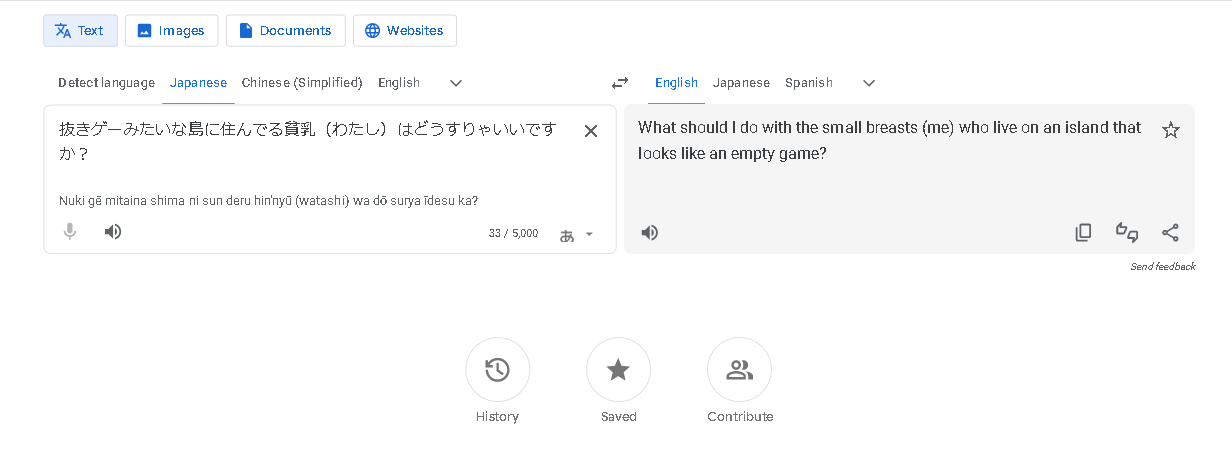 Text Images Documents Websites
Detect language Japanese Chinese (Simplified) English
English Japanese Spanish
抜きゲーみたいな島に住んでる貧乳（わたし）はどうすりゃいいです
か？
Nuki gē mitaina shima ni sun deru hin'nyū (watashi) wa dō surya īdesu ka?
33 / 5,000
あ
What should I do with the small breasts (me) who live on an island that
looks like an empty game?
Send feedback
History Saved Contribute